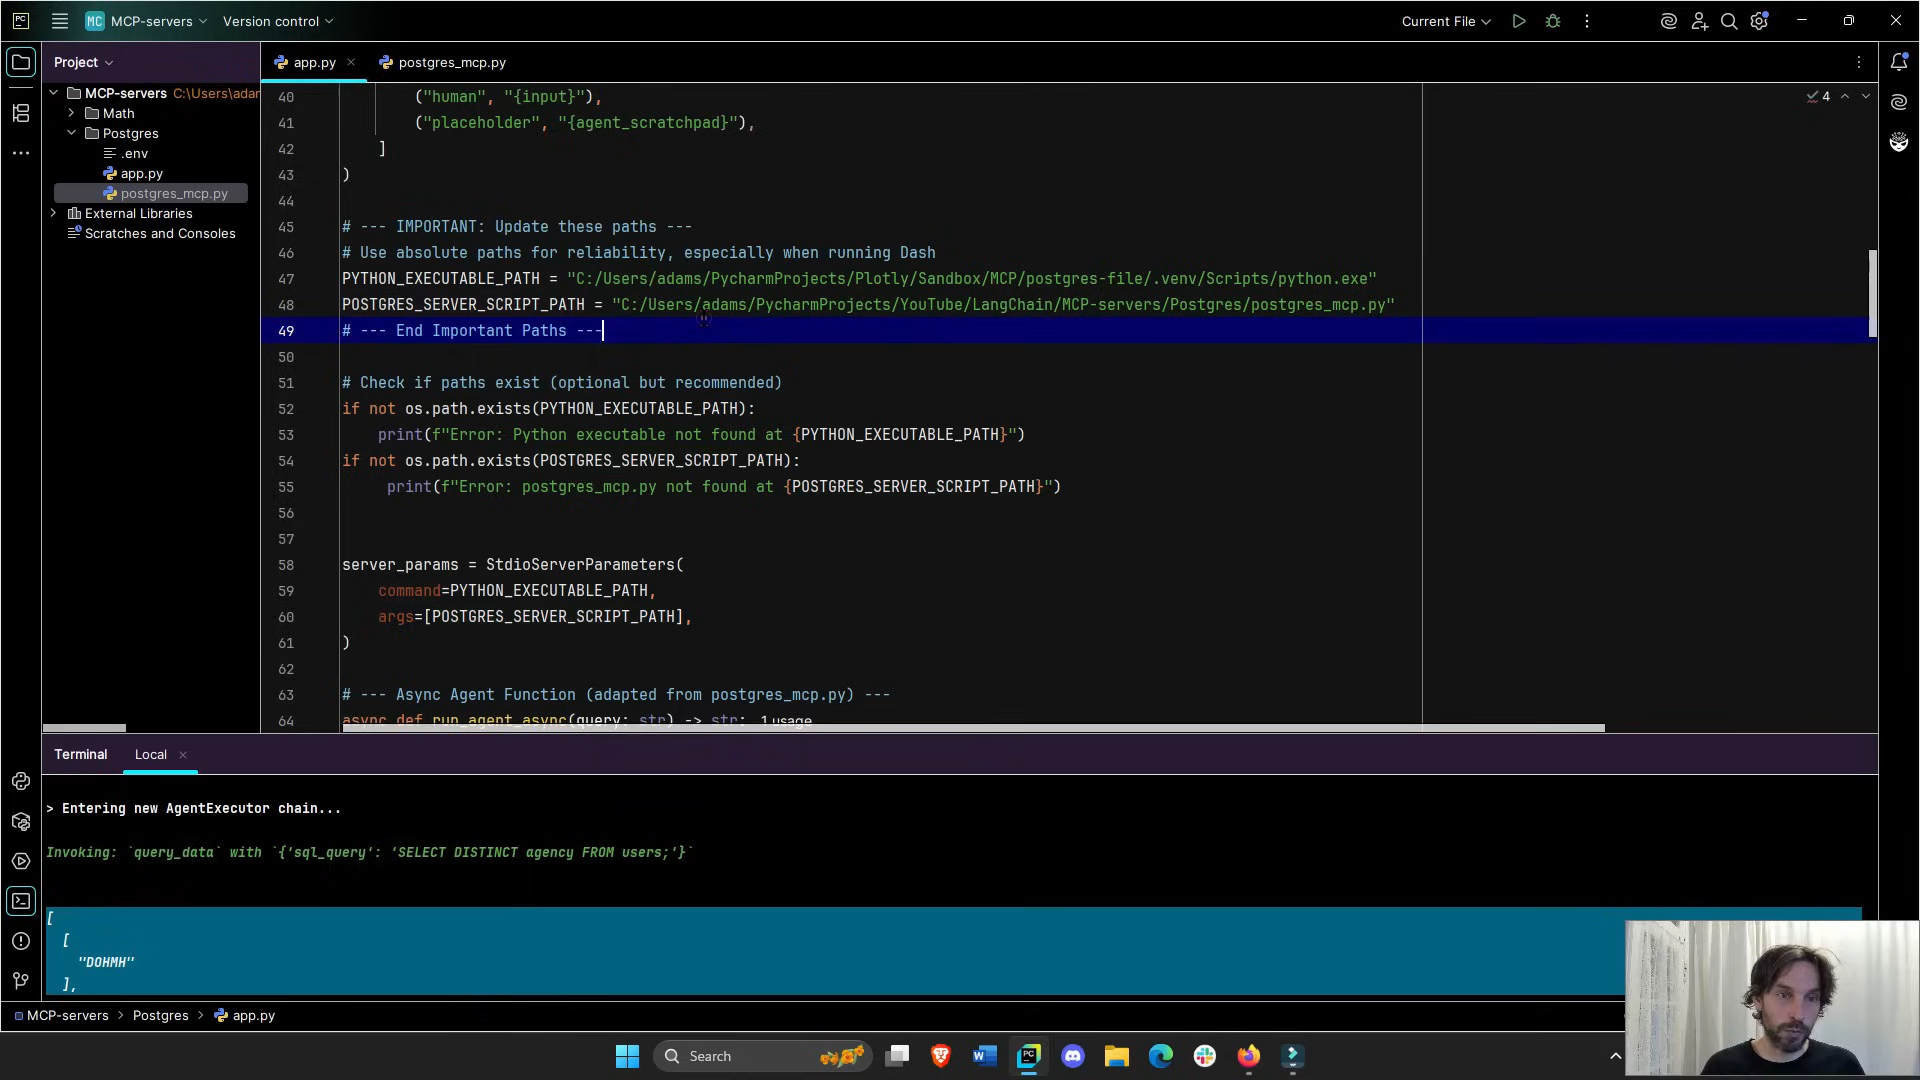 PC
MC MCP-servers
Version control
Current File
Project
app.py
postgres_mcp.py
MCP-servers C:\Users\adar
Math
Postgres
.env
app.py
postgres_mcp.py
External Libraries
Scratches and Consoles
4
40 ("human", "{input}"),
41 ("placeholder", "{agent_scratchpad}"),
42 ]
43 )
44
45 # --- IMPORTANT: Update these paths ---
46 # Use absolute paths for reliability, especially when running Dash
47 PYTHON_EXECUTABLE_PATH = "C:/Users/adams/PycharmProjects/Plotly/Sandbox/MCP/postgres-file/.venv/Scripts/python.exe"
48 POSTGRES_SERVER_SCRIPT_PATH = "C:/Users/adams/PycharmProjects/YouTube/LangChain/MCP-servers/Postgres/postgres_mcp.py"
49 # --- End Important Paths ---
50
51 # Check if paths exist (optional but recommended)
52 if not os.path.exists(PYTHON_EXECUTABLE_PATH):
53 print(f"Error: Python executable not found at {PYTHON_EXECUTABLE_PATH}")
54 if not os.path.exists(POSTGRES_SERVER_SCRIPT_PATH):
55 print(f"Error: postgres_mcp.py not found at {POSTGRES_SERVER_SCRIPT_PATH}")
56
57
58 server_params = StdioServerParameters(
59 command=PYTHON_EXECUTABLE_PATH,
60 args=[POSTGRES_SERVER_SCRIPT_PATH],
61 )
62
63 # --- Async Agent Function (adapted from postgres_mcp.py) ---
64 async def run_agent_async(query: str) -> str: 1 usage
Terminal
Local
> Entering new AgentExecutor chain...
Invoking: `query_data` with `{'sql_query': 'SELECT DISTINCT agency FROM users;'}`
[
[
"DOHMH"
],
MCP-servers > Postgres > app.py
Search
PC